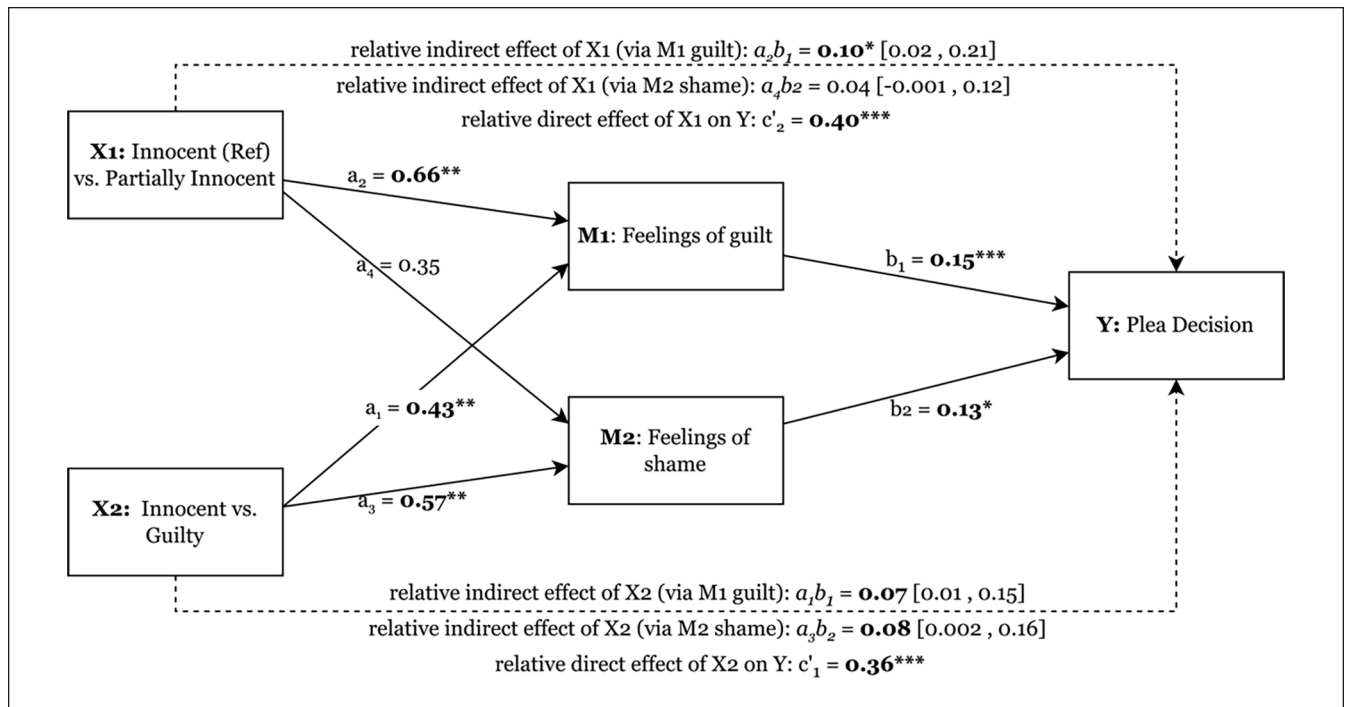 relative indirect effect of X1 (via M1 guilt): a₂b₁ = 0.10* [0.02 , 0.21]
relative indirect effect of X1 (via M2 shame): a₄b2 = 0.04 [-0.001 , 0.12]
relative direct effect of X1 on Y: c'₂ = 0.40***
X1: Innocent (Ref)
vs. Partially Innocent
a₂ = 0.66**
M1: Feelings of guilt
a₄ = 0.35
b₁ = 0.15***
Y: Plea Decision
a₁ = 0.43**
b2 = 0.13*
M2: Feelings of
shame
X2: Innocent vs.
Guilty
a₃ = 0.57**
relative indirect effect of X2 (via M1 guilt): a₁b₁ = 0.07 [0.01 , 0.15]
relative indirect effect of X2 (via M2 shame): a₃b₂ = 0.08 [0.002 , 0.16]
relative direct effect of X2 on Y: c'₁ = 0.36***